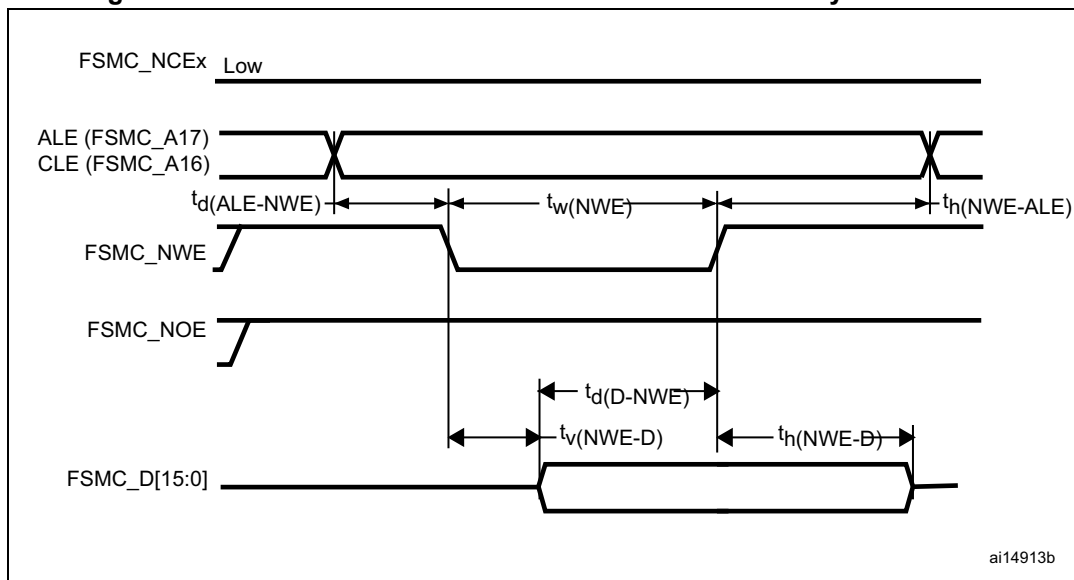 FSMC_NCEx Low
ALE (FSMC_A17)
CLE (FSMC_A16)
td(ALE-NWE) tw(NWE) th(NWE-ALE)
FSMC_NWE
FSMC_NOE
td(D-NWE)
tv(NWE-D) th(NWE-D)
FSMC_D[15:0]
ai14913b